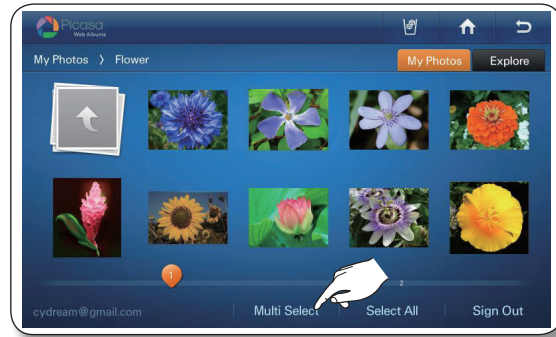 Picasa
Web Albums
My Photos 〉 Flower
My Photos
Explore
1
2
cydream@gmail.com
Multi Select
Select All
Sign Out